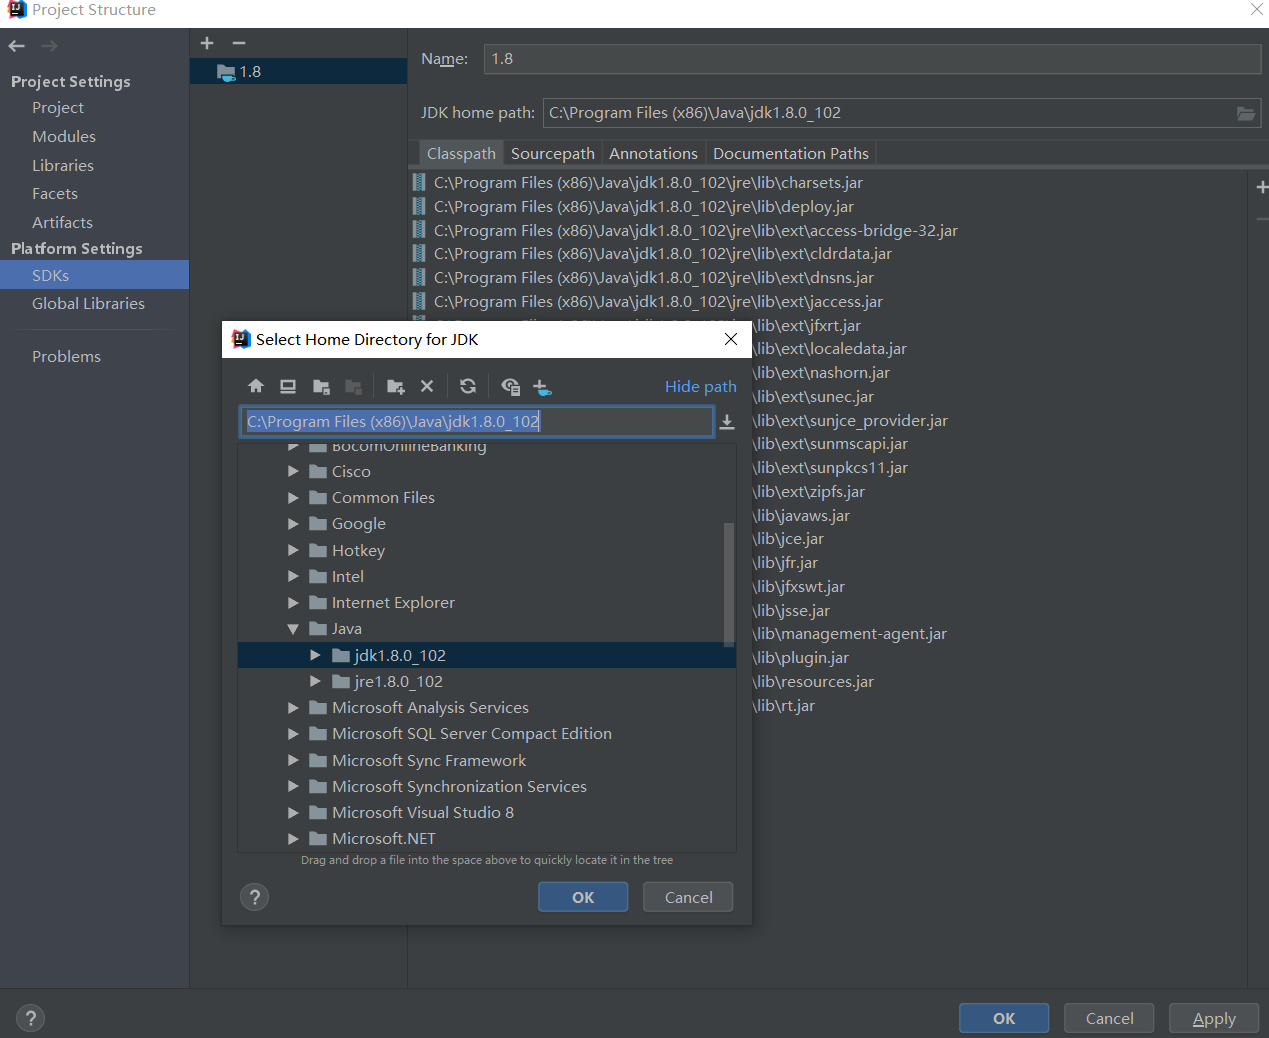 Project Structure
Project Settings
Project
Modules
Libraries
Facets
Artifacts
Platform Settings
SDKs
Global Libraries
Problems
1.8
Name: 1.8
JDK home path: C:\Program Files (x86)\Java\jdk1.8.0_102
Classpath Sourcepath Annotations Documentation Paths
C:\Program Files (x86)\Java\jdk1.8.0_102\jre\lib\charsets.jar
C:\Program Files (x86)\Java\jdk1.8.0_102\jre\lib\deploy.jar
C:\Program Files (x86)\Java\jdk1.8.0_102\jre\lib\ext\access-bridge-32.jar
C:\Program Files (x86)\Java\jdk1.8.0_102\jre\lib\ext\cldrdata.jar
C:\Program Files (x86)\Java\jdk1.8.0_102\jre\lib\ext\dnsns.jar
C:\Program Files (x86)\Java\jdk1.8.0_102\jre\lib\ext\jaccess.jar
\lib\ext\jfxrt.jar
\lib\ext\localedata.jar
\lib\ext\nashorn.jar
\lib\ext\sunec.jar
\lib\ext\sunjce_provider.jar
\lib\ext\sunmscapi.jar
\lib\ext\sunpkcs11.jar
\lib\ext\zipfs.jar
\lib\javaws.jar
\lib\jce.jar
\lib\jfr.jar
\lib\jfxswt.jar
\lib\jsse.jar
\lib\management-agent.jar
\lib\plugin.jar
\lib\resources.jar
\lib\rt.jar
Select Home Directory for JDK
Hide path
C:\Program Files (x86)\Java\jdk1.8.0_102
BocomOnlineBanking
Cisco
Common Files
Google
Hotkey
Intel
Internet Explorer
Java
jdk1.8.0_102
jre1.8.0_102
Microsoft Analysis Services
Microsoft SQL Server Compact Edition
Microsoft Sync Framework
Microsoft Synchronization Services
Microsoft Visual Studio 8
Microsoft.NET
Drag and drop a file into the space above to quickly locate it in the tree
? OK Cancel
? OK Cancel Apply